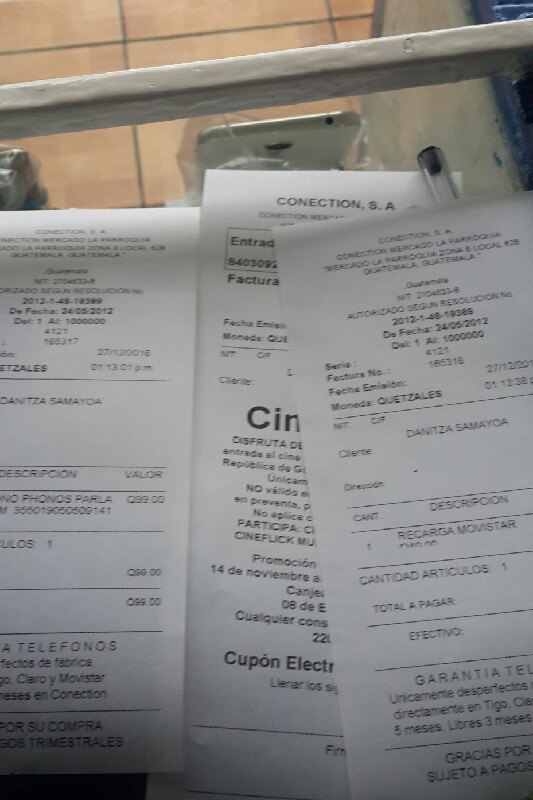 CONECTION, S. A.
CONECTION MERCADO LA PARROQUIA
MERCADO LA PARROQUIA ZONA 6 LOCAL 62B
GUATEMALA, GUATEMALA."
,Guatemala
NIT: 2704633-8
AUTORIZADO SEGUN RESOLUCION No
2012-1-48-19389
De Fecha: 24/05/2012
Del: 1 Al: 1000000
4121
: 165317
ión: 27/12/2016
QUETZALES 01:13:01 p.m.
DANITZA SAMAYOA
DESCRIPCION VALOR
ONO PHONOS PARLA Q99.00
M 355019050509141
CULOS: 1
Q99.00
Q99.00
A TELEFONOS
rfectos de fábrica,
go, Claro y Movistar
meses en Conection
POR SU COMPRA
GOS TRIMESTRALES
CONECTION, S. A
CONECTION MERCA
Entrad
8403092
Factura
Fecha Emisi
Moneda: QUE
NIT. C/F
Cliente:
Cin
DISFRUTA DE
entrada al cine
República de G
Únicam
NO válido e
en preventa, p
No aplica c
PARTICIPA: CI
CINEFLICK MU
Promoción
14 de noviembre a
Canje
08 de E
Cualquier cons
22
Cupón Electr
Llenar los si
Fir
CONECTION, S. A.
CONECTION MERCADO LA PARROQUIA
"MERCADO LA PARROQUIA ZONA 6 LOCAL 62B
GUATEMALA, GUATEMALA."
,Guatemala
NIT: 2704633-8
AUTORIZADO SEGUN RESOLUCION No
2012-1-48-19389
De Fecha: 24/05/2012
Del: 1 Al: 1000000
Serie : 4121
Factura No. : 165318
Fecha Emisión: 27/12/201
Moneda: QUETZALES 01:13:38 p
NIT. C/F
Cliente DANITZA SAMAYOA
Dirección: -
CANT. DESCRIPCION
1 RECARGA MOVISTAR
CANTIDAD ARTICULOS: 1
TOTAL A PAGAR:
EFECTIVO:
GARANTIA TEL
Unicamente desperfectos
directamente en Tigo, Cla
5 meses, Libres 3 meses
GRACIAS POR
SUJETO A PAGOS